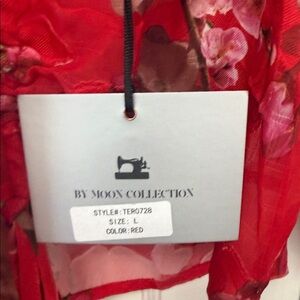 BY MOON COLLECTION
STYLE#:TER0728
SIZE: L
COLOR:RED